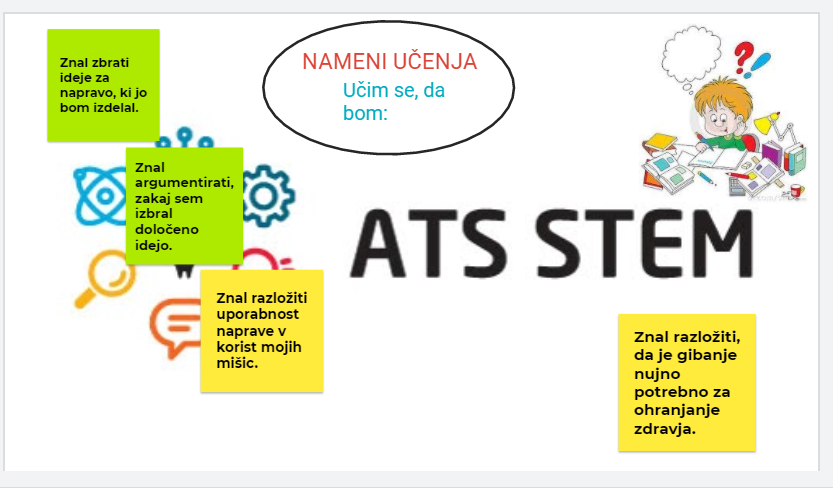 NAMENI UČENJA
Učim se, da
bom:
Znal zbrati
ideje za
napravo, ki jo
bom izdelal.
Znal
argumentirati,
zakaj sem
izbral
določeno
idejo.
ATS STEM
Znal razložiti
uporabnost
naprave v
korist mojih
mišic.
Znal razložiti,
da je gibanje
nujno
potrebno za
ohranjanje
zdravja.